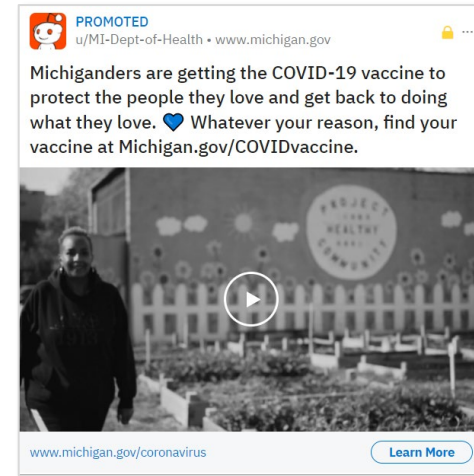 PROMOTED
u/MI-Dept-of-Health • www.michigan.gov
Michiganders are getting the COVID-19 vaccine to
protect the people they love and get back to doing
what they love. 💙 Whatever your reason, find your
vaccine at Michigan.gov/COVIDvaccine.
PROJECT
HEALTHY
COMMUNITY
www.michigan.gov/coronavirus
Learn More